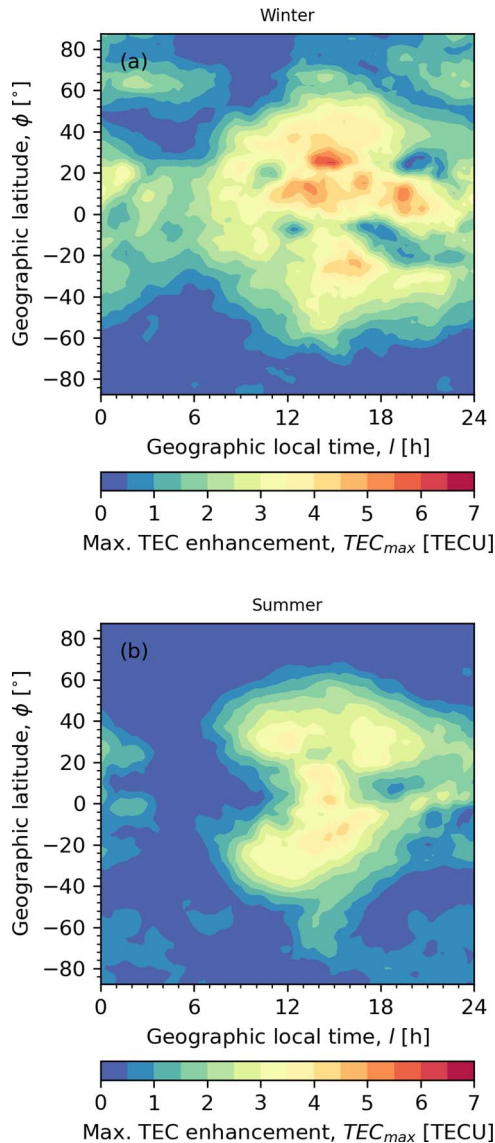 Winter
(a)
80
60
40
20
0
−20
−40
−60
−80
Geographic latitude, ϕ [°]
0 6 12 18 24
Geographic local time, l [h]
0 1 2 3 4 5 6 7
Max. TEC enhancement, TECmax [TECU]
Summer
(b)
80
60
40
20
0
−20
−40
−60
−80
Geographic latitude, ϕ [°]
0 6 12 18 24
Geographic local time, l [h]
0 1 2 3 4 5 6 7
Max. TEC enhancement, TECmax [TECU]